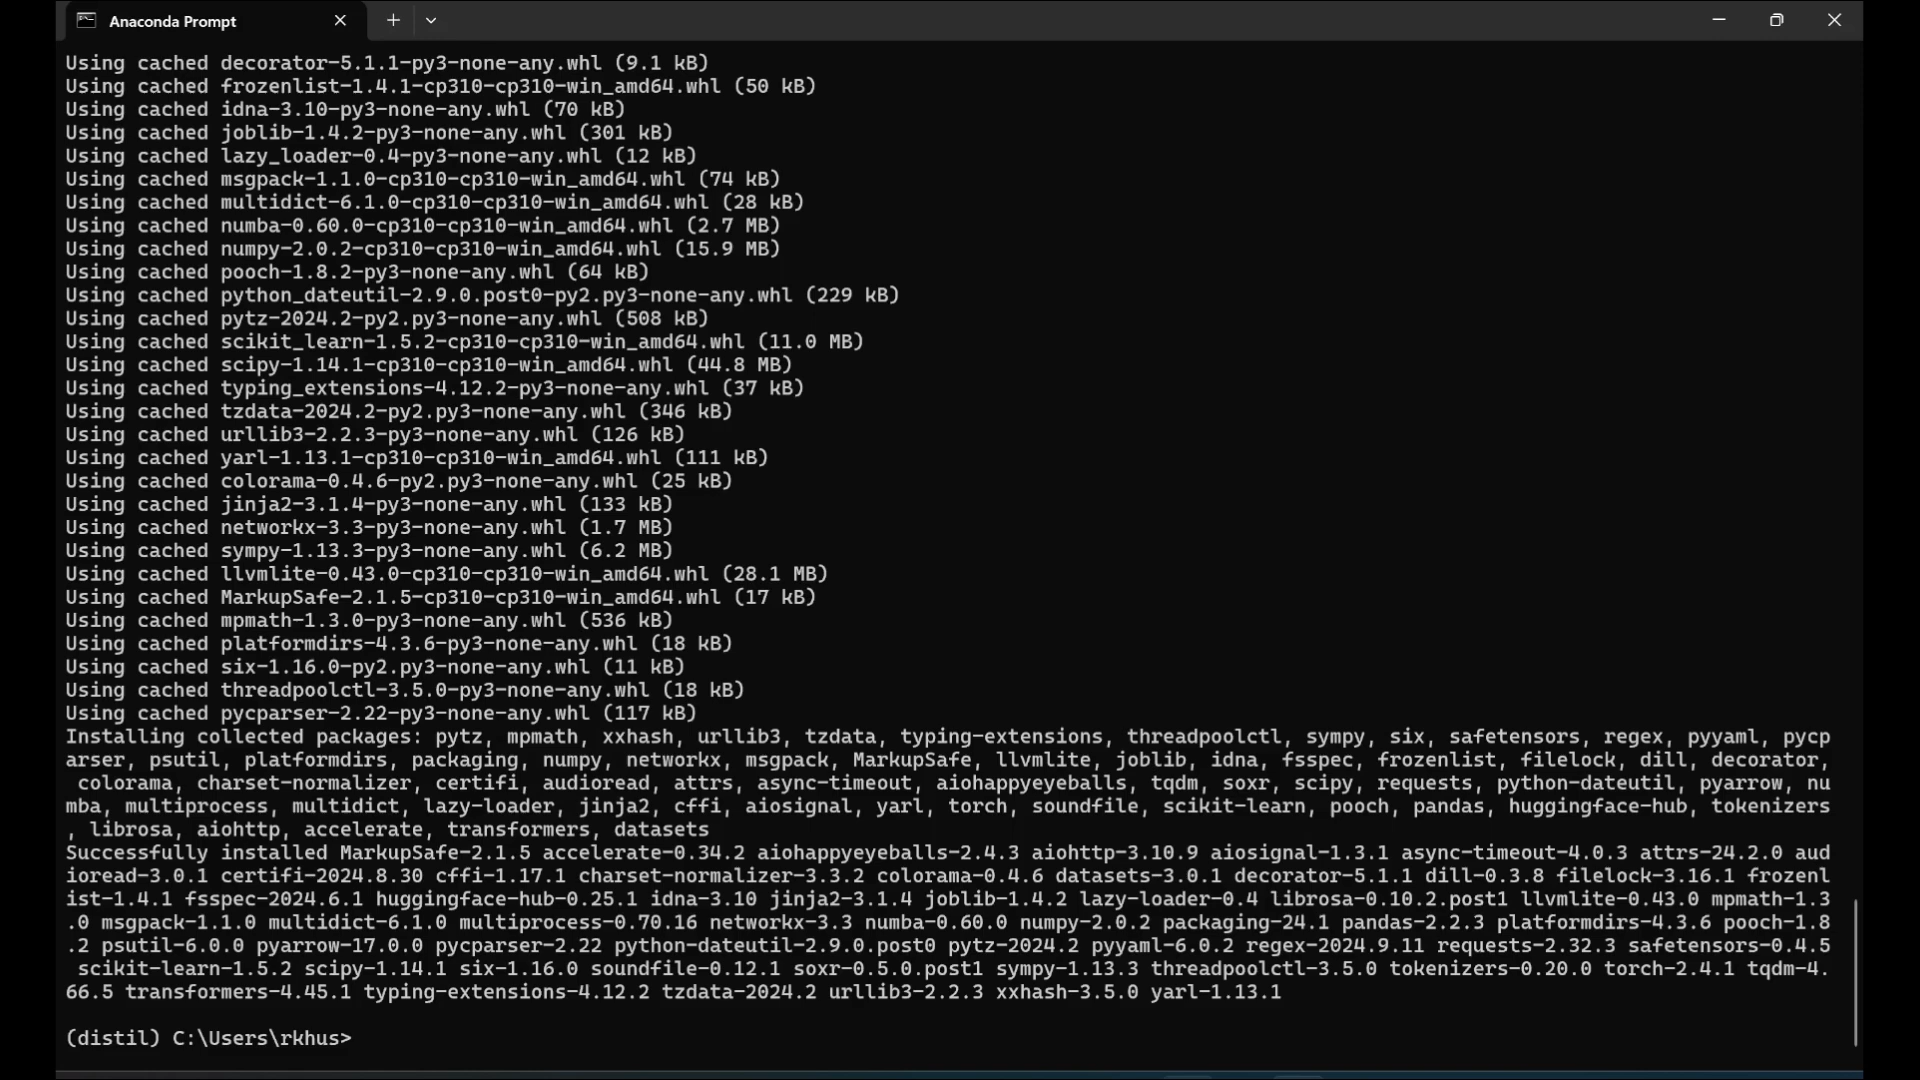 Anaconda Prompt
Using cached decorator-5.1.1-py3-none-any.whl (9.1 kB)
Using cached frozenlist-1.4.1-cp310-cp310-win_amd64.whl (50 kB)
Using cached idna-3.10-py3-none-any.whl (70 kB)
Using cached joblib-1.4.2-py3-none-any.whl (301 kB)
Using cached lazy_loader-0.4-py3-none-any.whl (12 kB)
Using cached msgpack-1.1.0-cp310-cp310-win_amd64.whl (74 kB)
Using cached multidict-6.1.0-cp310-cp310-win_amd64.whl (28 kB)
Using cached numba-0.60.0-cp310-cp310-win_amd64.whl (2.7 MB)
Using cached numpy-2.0.2-cp310-cp310-win_amd64.whl (15.9 MB)
Using cached pooch-1.8.2-py3-none-any.whl (64 kB)
Using cached python_dateutil-2.9.0.post0-py2.py3-none-any.whl (229 kB)
Using cached pytz-2024.2-py2.py3-none-any.whl (508 kB)
Using cached scikit_learn-1.5.2-cp310-cp310-win_amd64.whl (11.0 MB)
Using cached scipy-1.14.1-cp310-cp310-win_amd64.whl (44.8 MB)
Using cached typing_extensions-4.12.2-py3-none-any.whl (37 kB)
Using cached tzdata-2024.2-py2.py3-none-any.whl (346 kB)
Using cached urllib3-2.2.3-py3-none-any.whl (126 kB)
Using cached yarl-1.13.1-cp310-cp310-win_amd64.whl (111 kB)
Using cached colorama-0.4.6-py2.py3-none-any.whl (25 kB)
Using cached jinja2-3.1.4-py3-none-any.whl (133 kB)
Using cached networkx-3.3-py3-none-any.whl (1.7 MB)
Using cached sympy-1.13.3-py3-none-any.whl (6.2 MB)
Using cached llvmlite-0.43.0-cp310-cp310-win_amd64.whl (28.1 MB)
Using cached MarkupSafe-2.1.5-cp310-cp310-win_amd64.whl (17 kB)
Using cached mpmath-1.3.0-py3-none-any.whl (536 kB)
Using cached platformdirs-4.3.6-py3-none-any.whl (18 kB)
Using cached six-1.16.0-py2.py3-none-any.whl (11 kB)
Using cached threadpoolctl-3.5.0-py3-none-any.whl (18 kB)
Using cached pycparser-2.22-py3-none-any.whl (117 kB)
Installing collected packages: pytz, mpmath, xxhash, urllib3, tzdata, typing-extensions, threadpoolctl, sympy, six, safetensors, regex, pyyaml, pycp
arser, psutil, platformdirs, packaging, numpy, networkx, msgpack, MarkupSafe, llvmlite, joblib, idna, fsspec, frozenlist, filelock, dill, decorator,
 colorama, charset-normalizer, certifi, audioread, attrs, async-timeout, aiohappyeyeballs, tqdm, soxr, scipy, requests, python-dateutil, pyarrow, nu
mba, multiprocess, multidict, lazy-loader, jinja2, cffi, aiosignal, yarl, torch, soundfile, scikit-learn, pooch, pandas, huggingface-hub, tokenizers
, librosa, aiohttp, accelerate, transformers, datasets
Successfully installed MarkupSafe-2.1.5 accelerate-0.34.2 aiohappyeyeballs-2.4.3 aiohttp-3.10.9 aiosignal-1.3.1 async-timeout-4.0.3 attrs-24.2.0 aud
ioread-3.0.1 certifi-2024.8.30 cffi-1.17.1 charset-normalizer-3.3.2 colorama-0.4.6 datasets-3.0.1 decorator-5.1.1 dill-0.3.8 filelock-3.16.1 frozenl
ist-1.4.1 fsspec-2024.6.1 huggingface-hub-0.25.1 idna-3.10 jinja2-3.1.4 joblib-1.4.2 lazy-loader-0.4 librosa-0.10.2.post1 llvmlite-0.43.0 mpmath-1.3
.0 msgpack-1.1.0 multidict-6.1.0 multiprocess-0.70.16 networkx-3.3 numba-0.60.0 numpy-2.0.2 packaging-24.1 pandas-2.2.3 platformdirs-4.3.6 pooch-1.8
.2 psutil-6.0.0 pyarrow-17.0.0 pycparser-2.22 python-dateutil-2.9.0.post0 pytz-2024.2 pyyaml-6.0.2 regex-2024.9.11 requests-2.32.3 safetensors-0.4.5
 scikit-learn-1.5.2 scipy-1.14.1 six-1.16.0 soundfile-0.12.1 soxr-0.5.0.post1 sympy-1.13.3 threadpoolctl-3.5.0 tokenizers-0.20.0 torch-2.4.1 tqdm-4.
66.5 transformers-4.45.1 typing-extensions-4.12.2 tzdata-2024.2 urllib3-2.2.3 xxhash-3.5.0 yarl-1.13.1
(distil) C:\Users\rkhus>